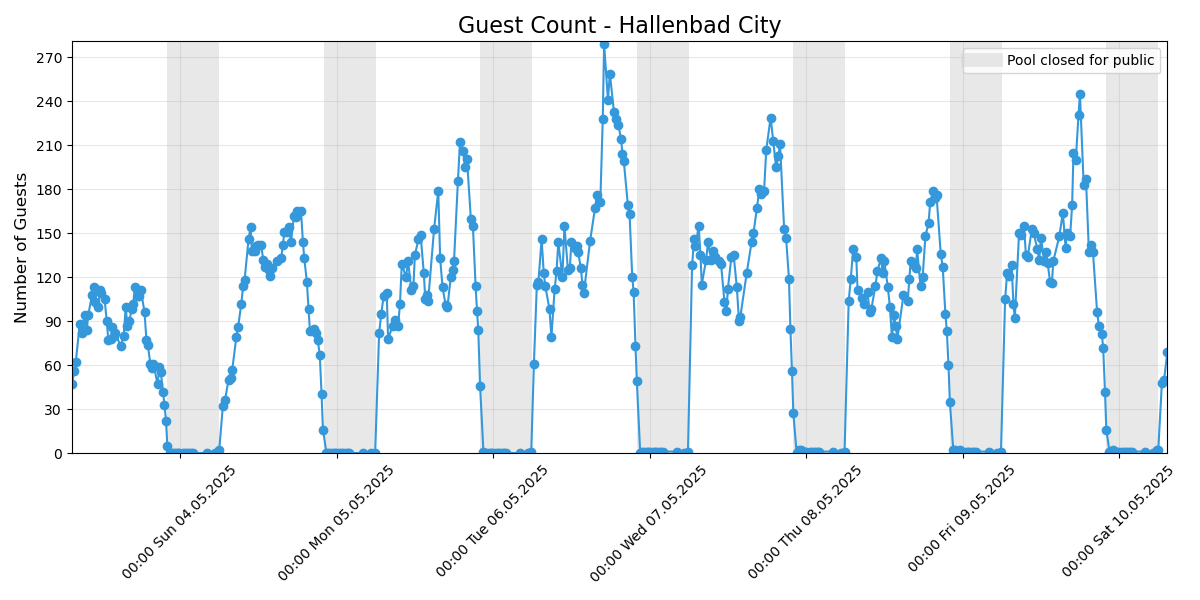 Guest Count - Hallenbad City
Pool closed for public
Number of Guests
270
240
210
180
150
120
90
60
30
0
00:00 Sun 04.05.2025
00:00 Mon 05.05.2025
00:00 Tue 06.05.2025
00:00 Wed 07.05.2025
00:00 Thu 08.05.2025
00:00 Fri 09.05.2025
00:00 Sat 10.05.2025